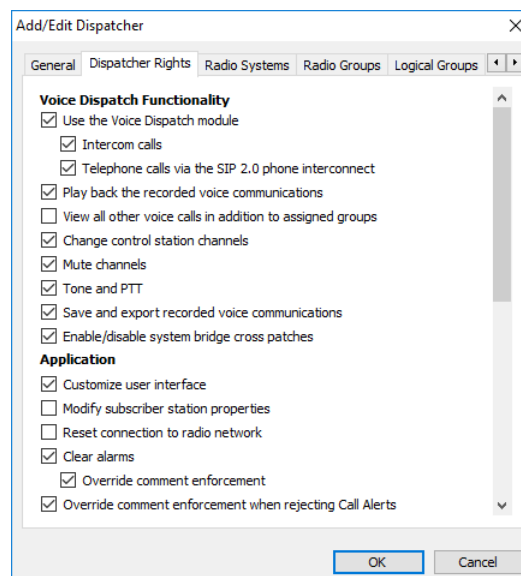 Add/Edit Dispatcher
General Dispatcher Rights Radio Systems Radio Groups Logical Groups
Voice Dispatch Functionality
Use the Voice Dispatch module
Intercom calls
Telephone calls via the SIP 2.0 phone interconnect
Play back the recorded voice communications
View all other voice calls in addition to assigned groups
Change control station channels
Mute channels
Tone and PTT
Save and export recorded voice communications
Enable/disable system bridge cross patches
Application
Customize user interface
Modify subscriber station properties
Reset connection to radio network
Clear alarms
Override comment enforcement
Override comment enforcement when rejecting Call Alerts
OK Cancel